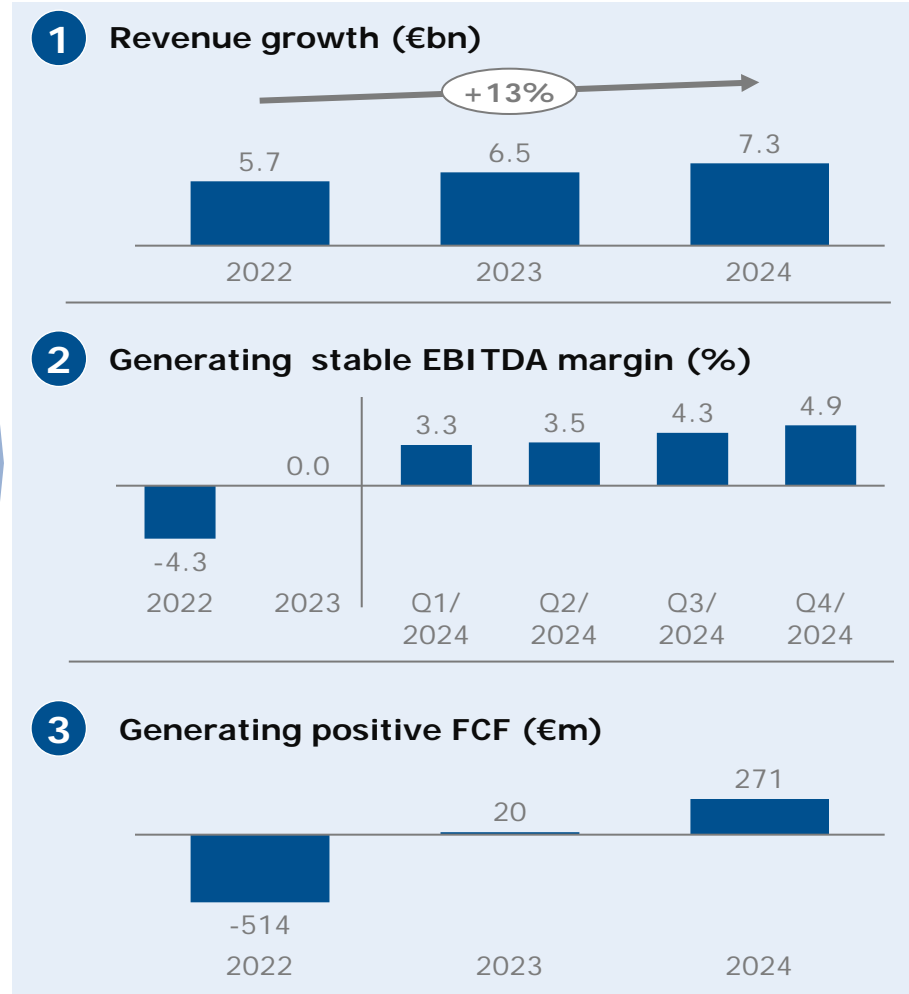 1 Revenue growth (€bn)
+13%
5.7 6.5 7.3
2022 2023 2024
2 Generating stable EBITDA margin (%)
-4.3 0.0 3.3 3.5 4.3 4.9
2022 2023 Q1/ Q2/ Q3/ Q4/
2024 2024 2024 2024
3 Generating positive FCF (€m)
-514 20 271
2022 2023 2024